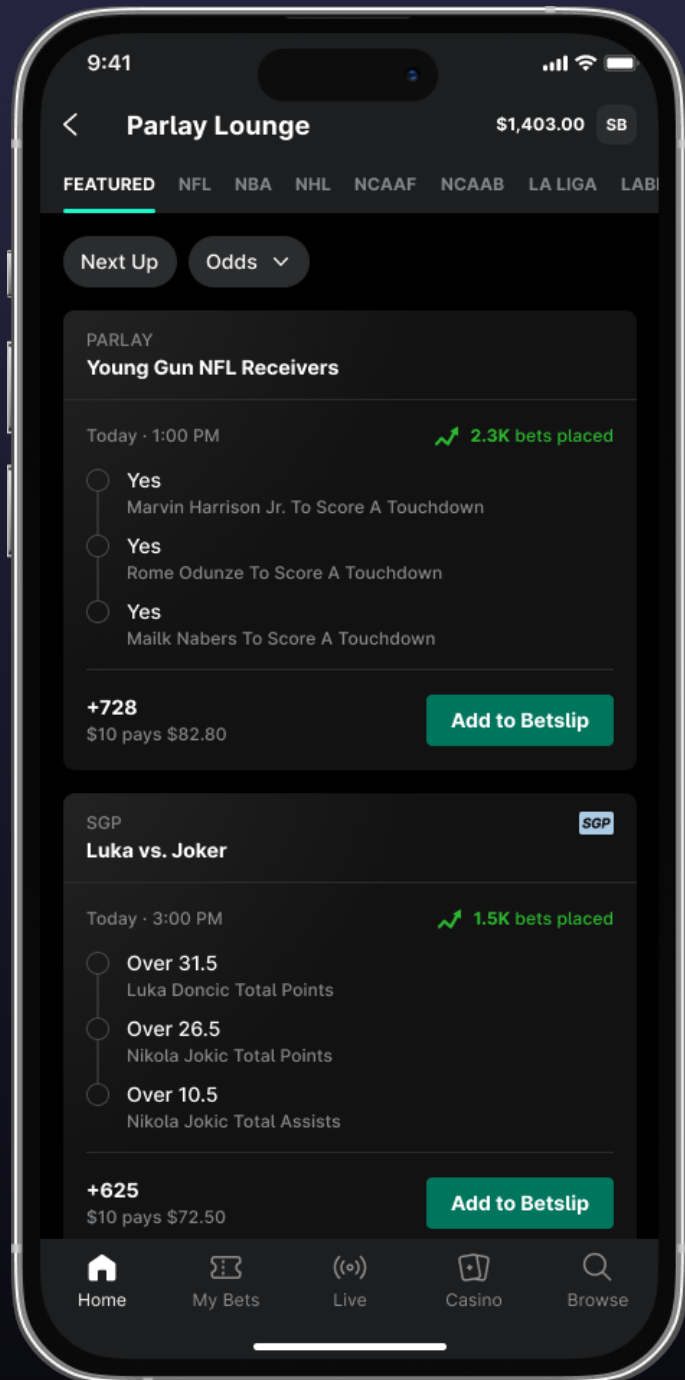 9:41
Parlay Lounge $1,403.00 SB
FEATURED NFL NBA NHL NCAAF NCAAB LA LIGA
Next Up Odds
PARLAY
Young Gun NFL Receivers
Today · 1:00 PM 2.3K bets placed
Yes
Marvin Harrison Jr. To Score A Touchdown
Yes
Rome Odunze To Score A Touchdown
Yes
Mailk Nabers To Score A Touchdown
+728
$10 pays $82.80
Add to Betslip
SGP SGP
Luka vs. Joker
Today · 3:00 PM 1.5K bets placed
Over 31.5
Luka Doncic Total Points
Over 26.5
Nikola Jokic Total Points
Over 10.5
Nikola Jokic Total Assists
+625
$10 pays $72.50
Add to Betslip
Home My Bets Live Casino Browse